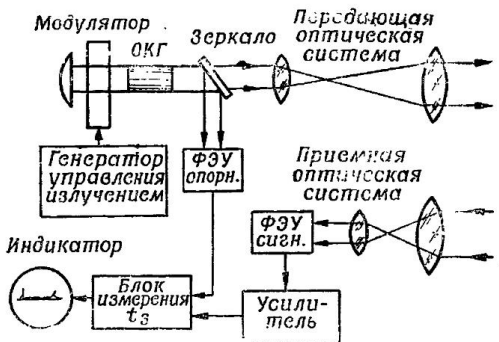 Модулятор
ОКГ
Зеркало
Передающая
оптическая
система
Генератор
управления
излучением
ФЭУ
опорн.
Приемная
оптическая
система
ФЭУ
сигн.
Индикатор
Блок
измерения
t₃
Усили-
тель